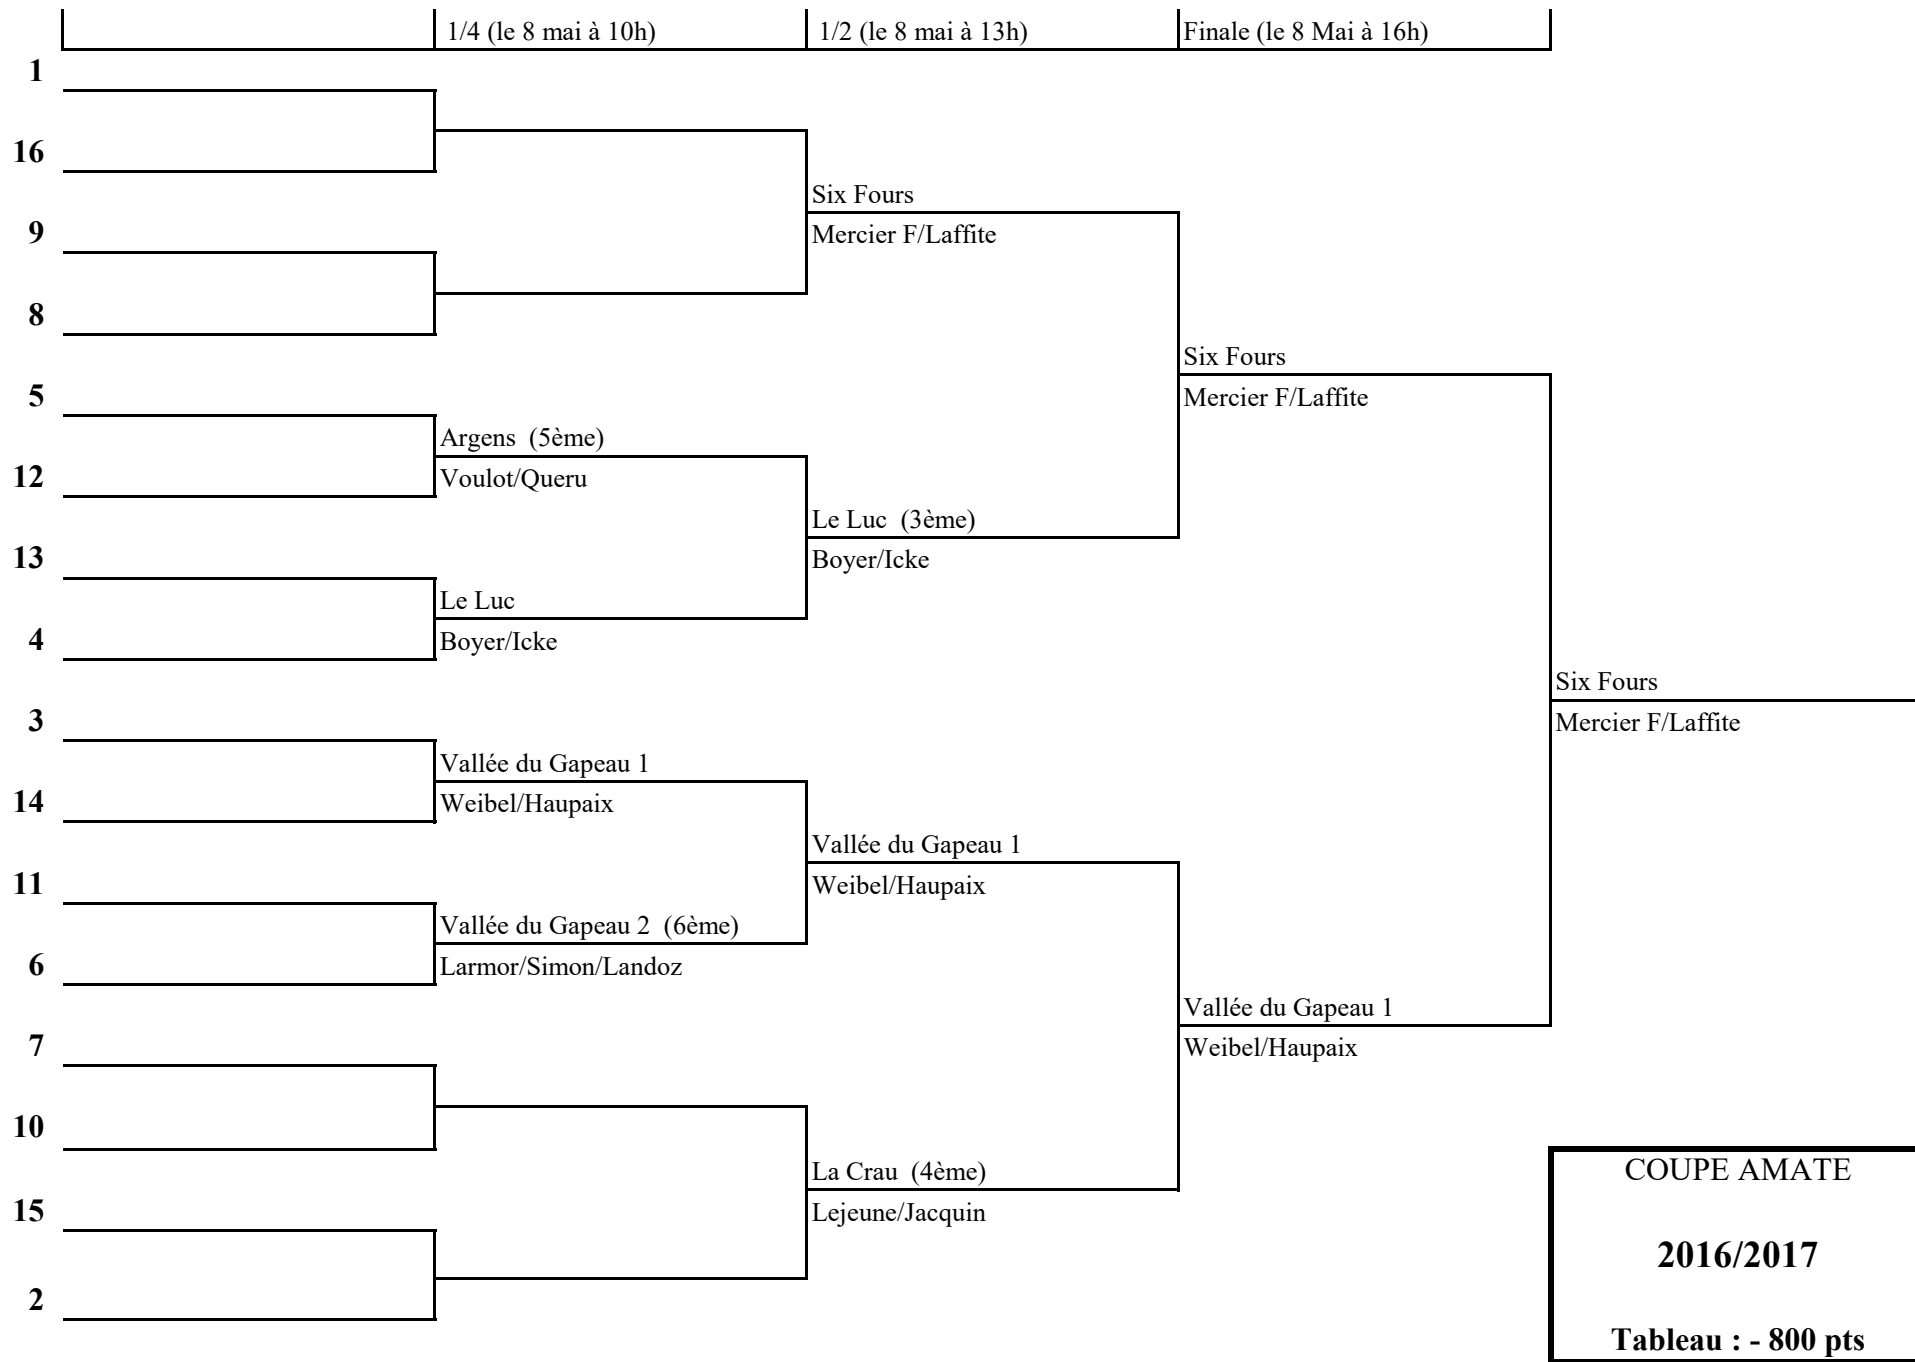 1/4 (le 8 mai à 10h)
1/2 (le 8 mai à 13h)
Finale (le 8 Mai à 16h)
1
16
Six Fours
9
Mercier F/Laffite
8
Six Fours
5
Mercier F/Laffite
Argens  (5ème)
12
Voulot/Queru
Le Luc  (3ème)
13
Boyer/Icke
Le Luc
4
Boyer/Icke
Six Fours
3
Mercier F/Laffite
Vallée du Gapeau 1
14
Weibel/Haupaix
Vallée du Gapeau 1
11
Weibel/Haupaix
Vallée du Gapeau 2  (6ème)
6
Larmor/Simon/Landoz
Vallée du Gapeau 1
7
Weibel/Haupaix
10
La Crau  (4ème)
15
Lejeune/Jacquin
2
COUPE AMATE
2016/2017
Tableau : - 800 pts